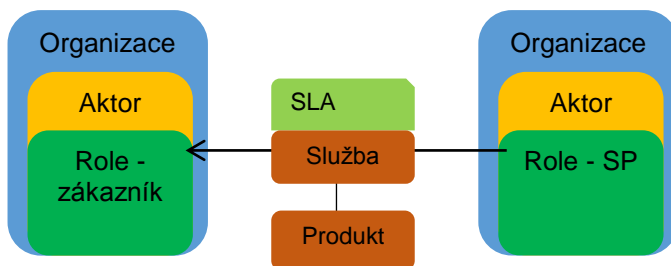 Organizace
Aktor
Role -
zákazník
SLA
Služba
Produkt
Organizace
Aktor
Role - SP